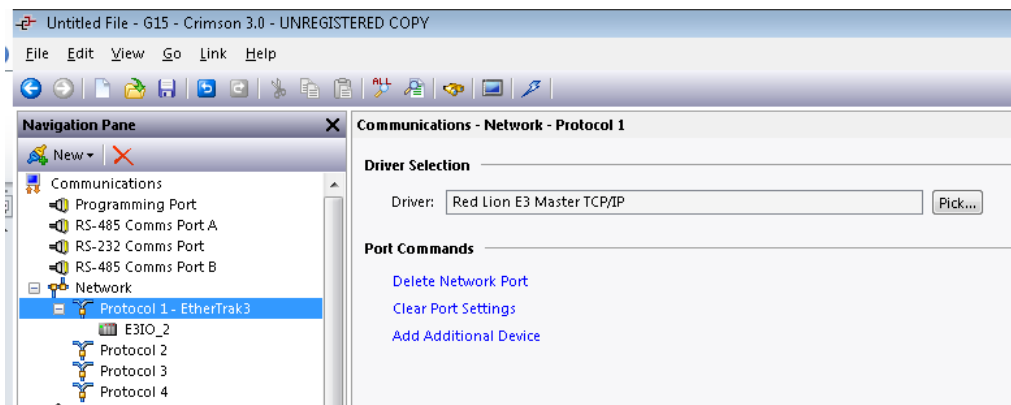 Untitled File - G15 - Crimson 3.0 - UNREGISTERED COPY
File Edit View Go Link Help
ALL
Navigation Pane
New
Communications
Programming Port
RS-485 Comms Port A
RS-232 Comms Port
RS-485 Comms Port B
Network
Protocol 1 - EtherTrak3
E3IO_2
Protocol 2
Protocol 3
Protocol 4
Communications - Network - Protocol 1
Driver Selection
Driver: Red Lion E3 Master TCP/IP Pick...
Port Commands
Delete Network Port
Clear Port Settings
Add Additional Device